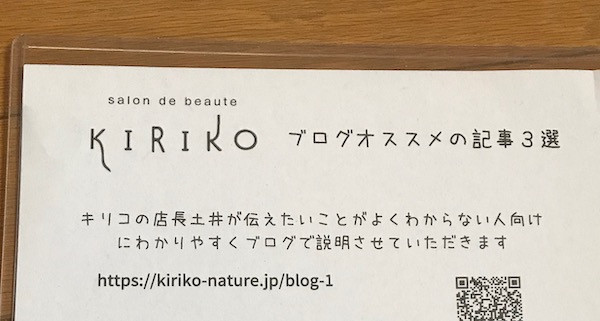 salon de beaute
KIRIKO ブログオススメの記事3選
キリコの店長土井が伝えたいことがよくわからない人向け
にわかりやすくブログで説明させていただきます
https://kiriko-nature.jp/blog-1